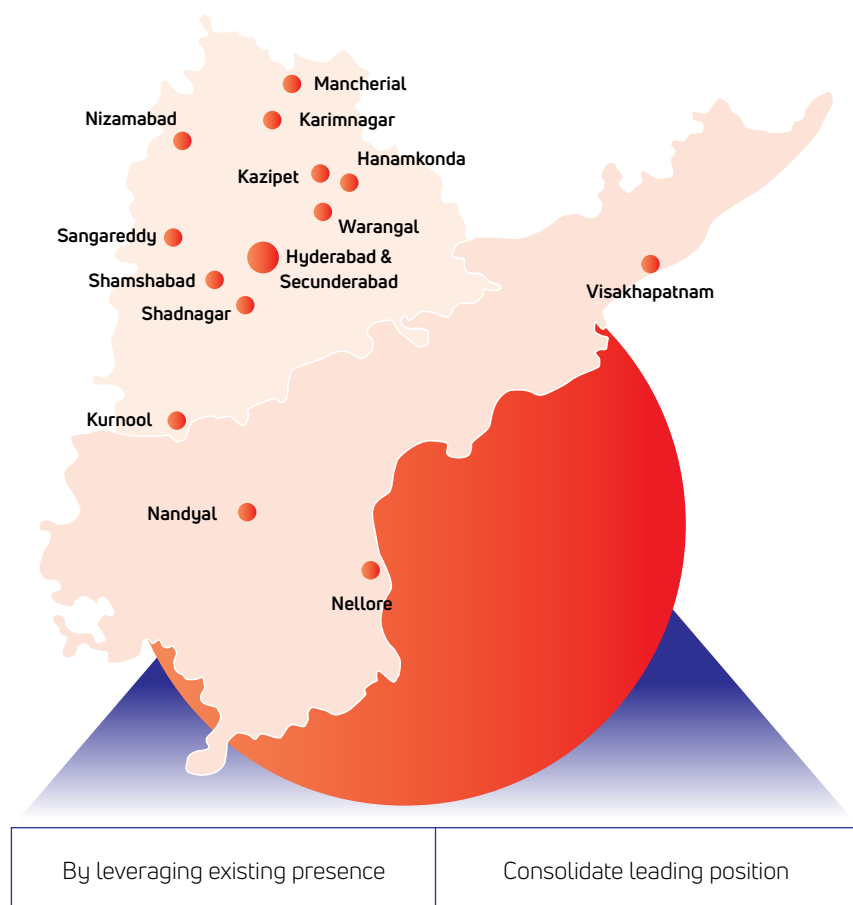 Mancherial
Nizamabad
Karimnagar
Hanamkonda
Kazipet
Warangal
Sangareddy
Hyderabad &
Secunderabad
Shamshabad
Shadnagar
Visakhapatnam
Kurnool
Nandyal
Nellore
By leveraging existing presence
Consolidate leading position